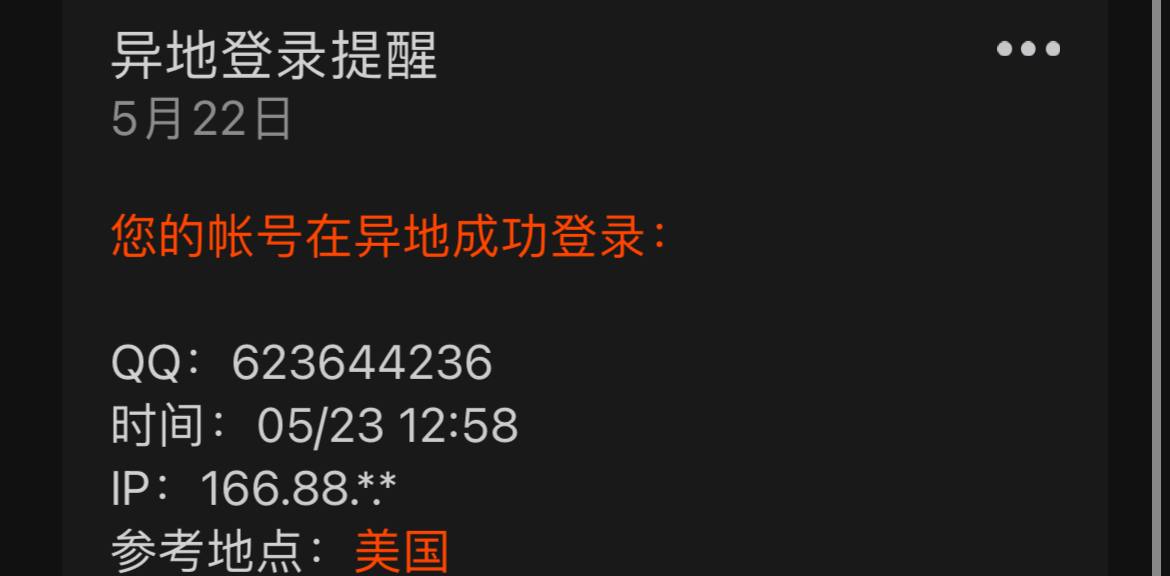 异地登录提醒
5月22日
您的帐号在异地成功登录：
QQ：623644236
时间：05/23 12:58
IP：166.88.*.*
参考地点：美国